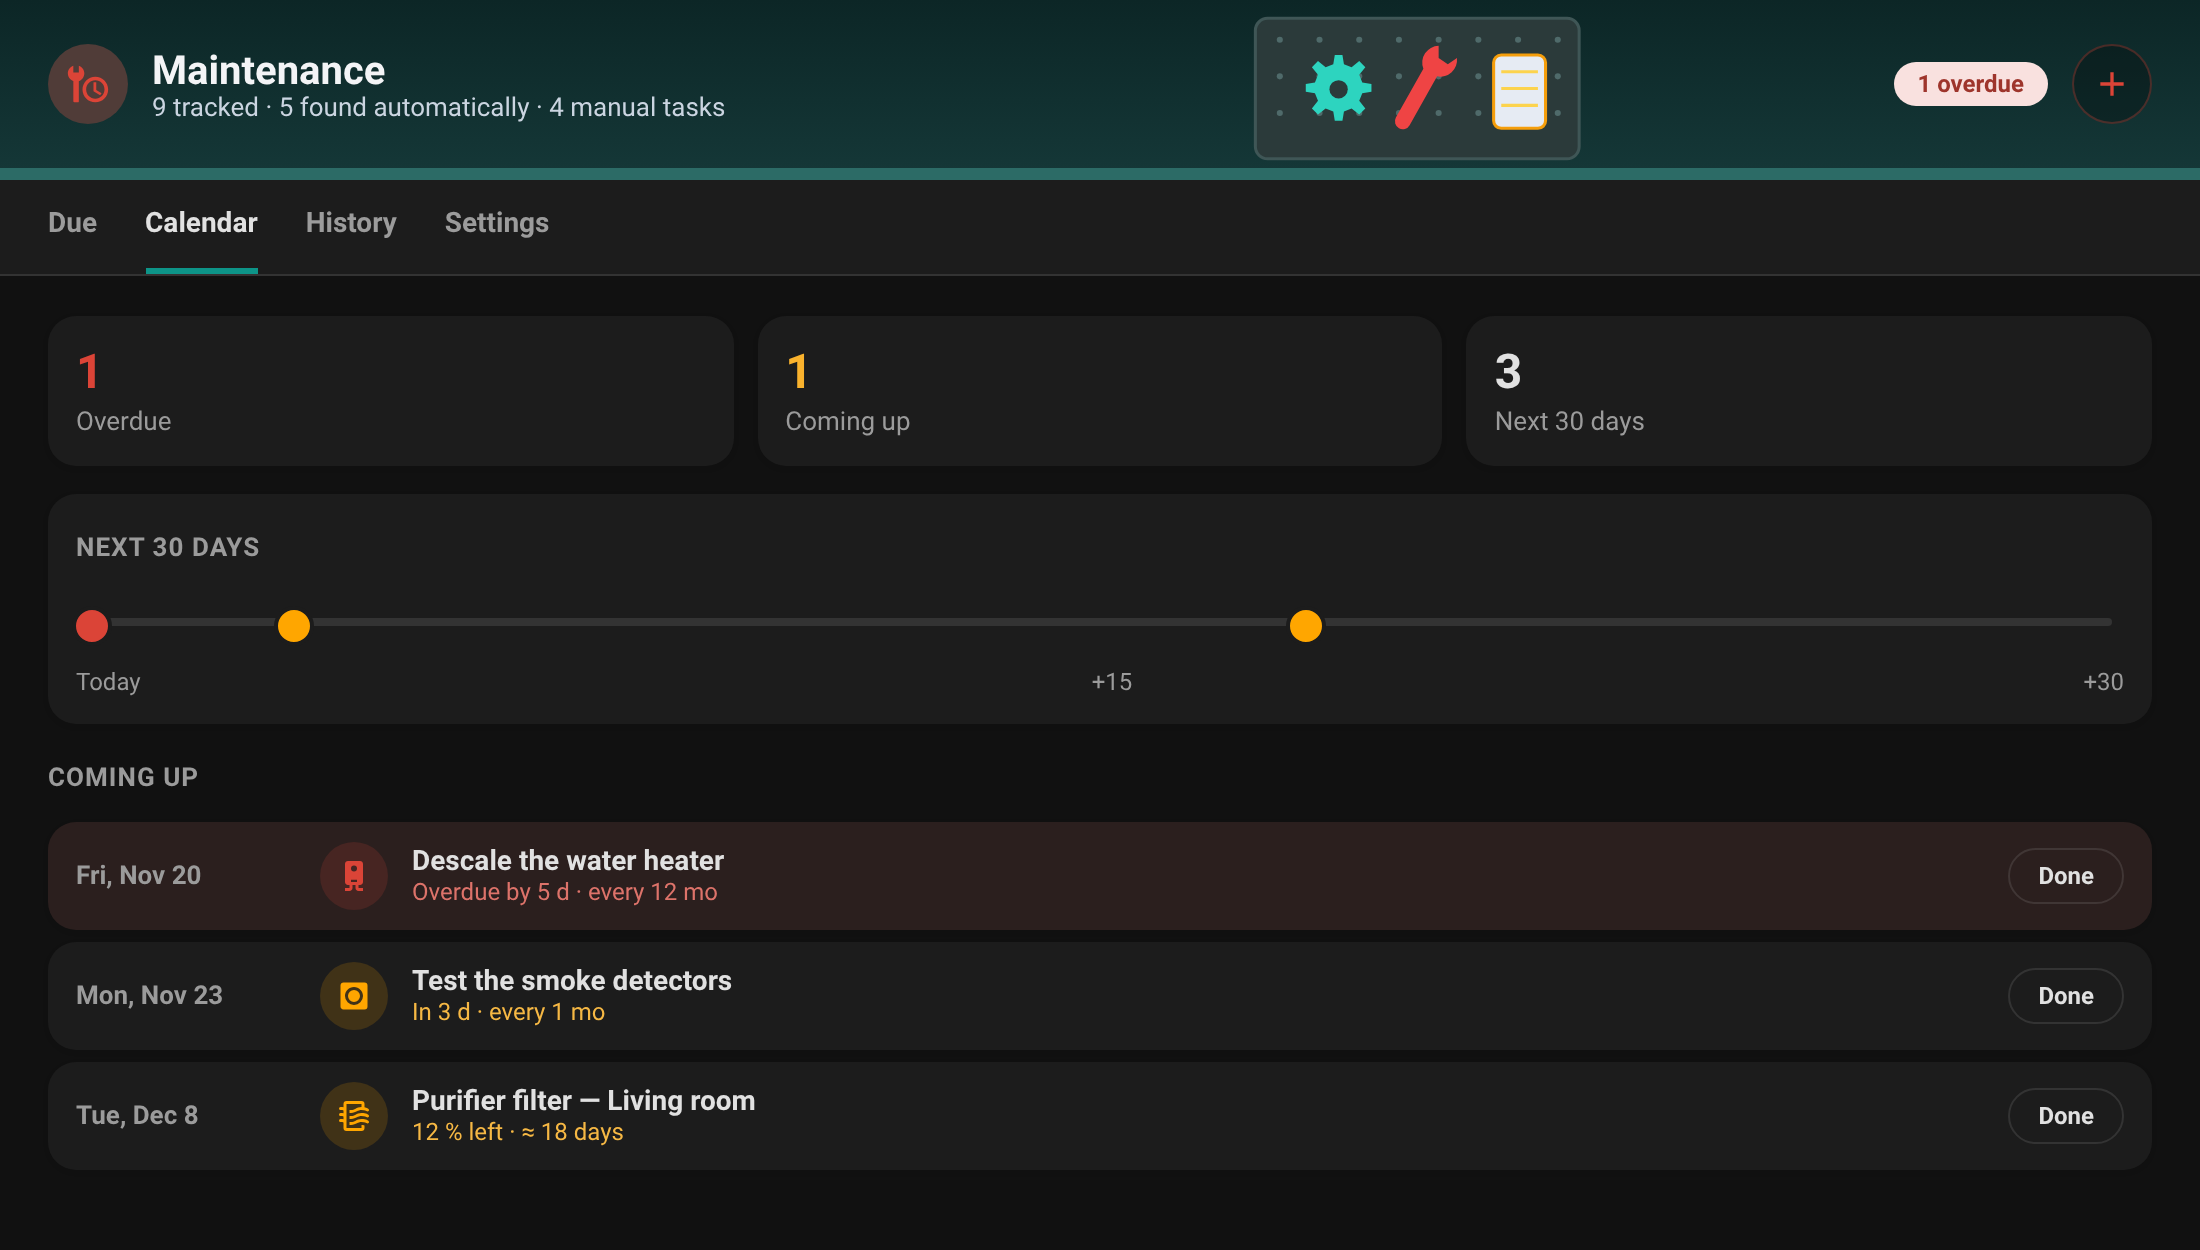 Maintenance
9 tracked · 5 found automatically · 4 manual tasks
1 overdue
Due
Calendar
History
Settings
1
Overdue
1
Coming up
3
Next 30 days
NEXT 30 DAYS
Today
+15
+30
COMING UP
Fri, Nov 20
Descale the water heater
Overdue by 5 d · every 12 mo
Done
Mon, Nov 23
Test the smoke detectors
In 3 d · every 1 mo
Done
Tue, Dec 8
Purifier filter — Living room
12 % left · ≈ 18 days
Done